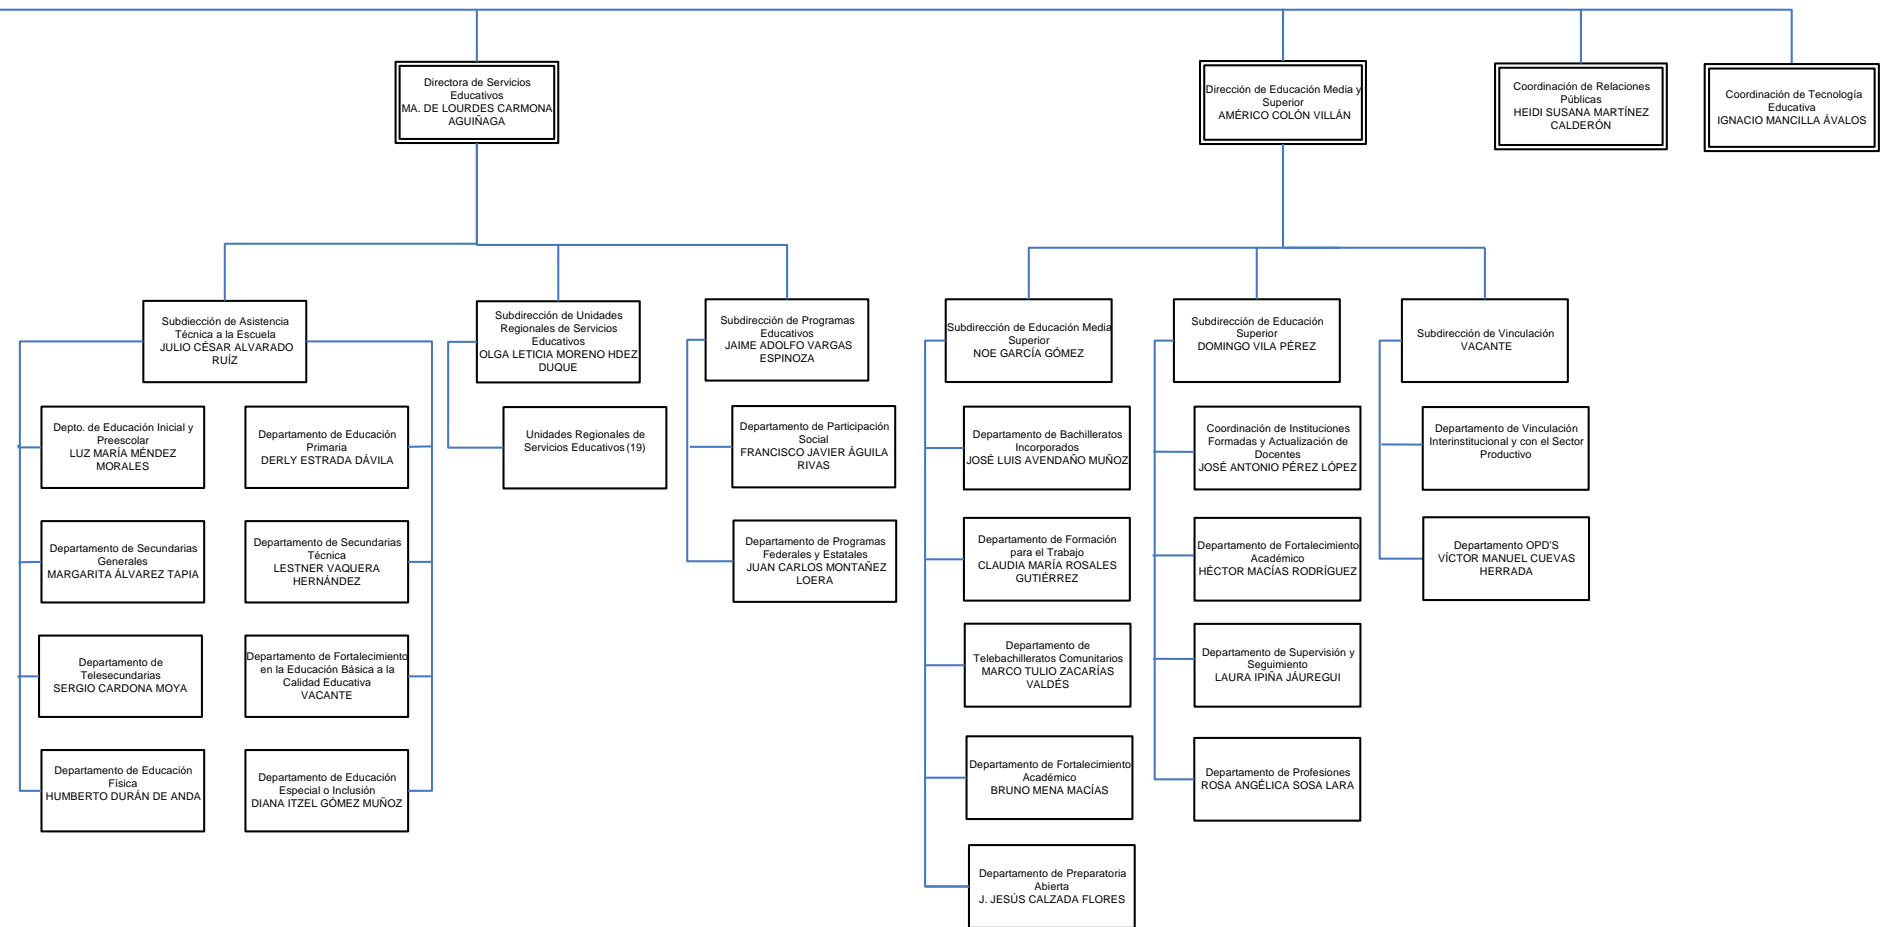 Directora de Servicios
Educativos
MA. DE LOURDES CARMONA
AGUIÑAGA
Dirección de Educación Media y
Superior
AMÉRICO COLÓN VILLÁN
Coordinación de Relaciones
Públicas
HEIDI SUSANA MARTÍNEZ
CALDERÓN
Coordinación de Tecnología
Educativa
IGNACIO MANCILLA ÁVALOS
Subdiección de Asistencia
Técnica a la Escuela
JULIO CÉSAR ALVARADO
RUÍZ
Subdirección de Unidades
Regionales de Servicios
Educativos
OLGA LETICIA MORENO HDEZ
DUQUE
Subdirección de Programas
Educativos
JAIME ADOLFO VARGAS
ESPINOZA
Subdirección de Educación Media
Superior
NOE GARCÍA GÓMEZ
Subdirección de Educación
Superior
DOMINGO VILA PÉREZ
Subdirección de Vinculación
VACANTE
Depto. de Educación Inicial y
Preescolar
LUZ MARÍA MÉNDEZ
MORALES
Departamento de Educación
Primaria
DERLY ESTRADA DÁVILA
Unidades Regionales de
Servicios Educativos (19)
Departamento de Participación
Social
FRANCISCO JAVIER ÁGUILA
RIVAS
Departamento de Bachilleratos
Incorporados
JOSÉ LUIS AVENDAÑO MUÑOZ
Coordinación de Instituciones
Formadas y Actualización de
Docentes
JOSÉ ANTONIO PÉREZ LÓPEZ
Departamento de Vinculación
Interinstitucional y con el Sector
Productivo
Departamento de Secundarias
Generales
MARGARITA ÁLVAREZ TAPIA
Departamento de Secundarias
Técnica
LESTNER VAQUERA
HERNÁNDEZ
Departamento de Programas
Federales y Estatales
JUAN CARLOS MONTAÑEZ
LOERA
Departamento de Formación
para el Trabajo
CLAUDIA MARÍA ROSALES
GUTIÉRREZ
Departamento de Fortalecimiento
Académico
HÉCTOR MACÍAS RODRÍGUEZ
Departamento OPD'S
VÍCTOR MANUEL CUEVAS
HERRADA
Departamento de
Telesecundarias
SERGIO CARDONA MOYA
Departamento de Fortalecimiento
en la Educación Básica a la
Calidad Educativa
VACANTE
Departamento de
Telebachilleratos Comunitarios
MARCO TULIO ZACARÍAS
VALDÉS
Departamento de Supervisión y
Seguimiento
LAURA IPIÑA JÁUREGUI
Departamento de Educación
Física
HUMBERTO DURÁN DE ANDA
Departamento de Educación
Especial o Inclusión
DIANA ITZEL GÓMEZ MUÑOZ
Departamento de Fortalecimiento
Académico
BRUNO MENA MACÍAS
Departamento de Profesiones
ROSA ANGÉLICA SOSA LARA
Departamento de Preparatoria
Abierta
J. JESÚS CALZADA FLORES